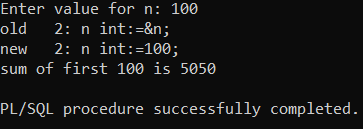 Enter value for n: 100
old   2: n int:=&n;
new   2: n int:=100;
sum of first 100 is 5050
PL/SQL procedure successfully completed.